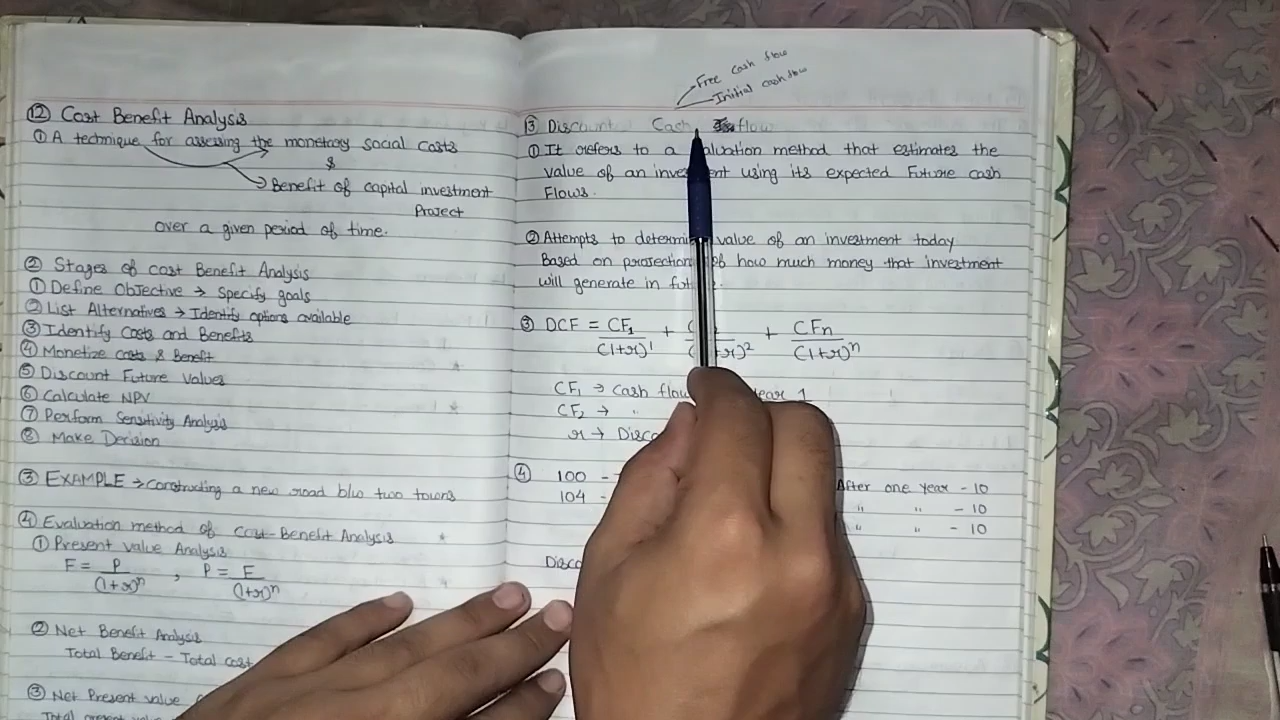 ⑫ Cost Benefit Analysis
① A technique for assessing the monetary social costs
&
Benefit of capital investment
Project
over a given period of time.
② Stages of cost Benefit Analysis
① Define Objective → Specify goals
② List Alternatives → Identify options available
③ Identify Costs and Benefits
④ Monetize costs & Benefit
⑤ Discount Future Values
⑥ Calculate NPV
⑦ Perform Sensitivity Analysis
⑧ Make Decision
③ EXAMPLE → Constructing a new road b/w two towns
④ Evaluation method of Cost-Benefit Analysis
① Present Value Analysis
F = P/(1+r)^n , P = F/(1+r)^n
② Net Benefit Analysis
Total Benefit - Total cost
③ Net Present value
Free cash flow
Initial cash flow
⑬ Discount Cash flow
① It refers to a valuation method that estimates the
value of an investment using its expected Future cash
Flows.
② Attempts to determine value of an investment today
Based on projection of how much money that investment
will generate in
③ DCF = CF₁/(1+r)^1 + /(1+r)^2 + CFn/(1+r)^n
CF₁ → Cash flow year 1
CF₂ → "
r →
④ 100 - After one year - 10
104 - " " - 10
" " - 10